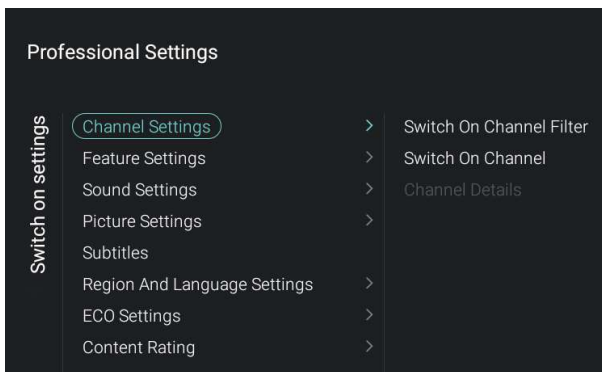 Professional Settings
Switch on settings
Channel Settings
Feature Settings
Sound Settings
Picture Settings
Subtitles
Region And Language Settings
ECO Settings
Content Rating
Switch On Channel Filter
Switch On Channel
Channel Details